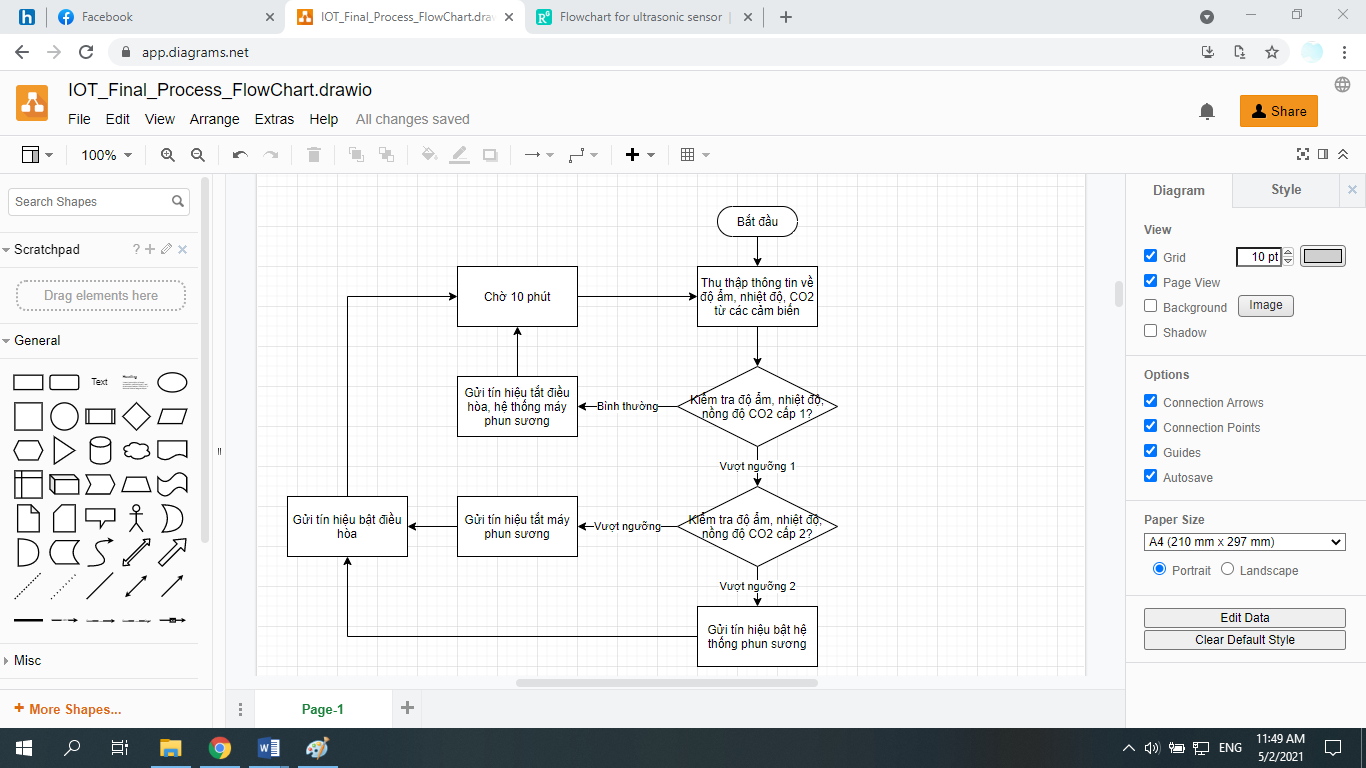 Facebook
IOT_Final_Process_FlowChart.draw
Flowchart for ultrasonic sensor
app.diagrams.net
IOT_Final_Process_FlowChart.drawio
File Edit View Arrange Extras Help All changes saved
Share
100%
Search Shapes
Scratchpad
Drag elements here
General
Text
Heading
Misc
More Shapes...
Bắt đầu
Chờ 10 phút
Thu thập thông tin về
độ ẩm, nhiệt độ, CO2
từ các cảm biến
Gửi tín hiệu tắt điều
hòa, hệ thống máy
phun sương
Bình thường
Kiểm tra độ ẩm, nhiệt độ,
nồng độ CO2 cấp 1?
Vượt ngưỡng 1
Gửi tín hiệu bật điều
hòa
Gửi tín hiệu tắt máy
phun sương
Vượt ngưỡng
Kiểm tra độ ẩm, nhiệt độ,
nồng độ CO2 cấp 2?
Vượt ngưỡng 2
Gửi tín hiệu bật hệ
thống phun sương
Page-1
Diagram Style
View
Grid 10 pt
Page View
Background Image
Shadow
Options
Connection Arrows
Connection Points
Guides
Autosave
Paper Size
A4 (210 mm x 297 mm)
Portrait Landscape
Edit Data
Clear Default Style
ENG
11:49 AM
5/2/2021